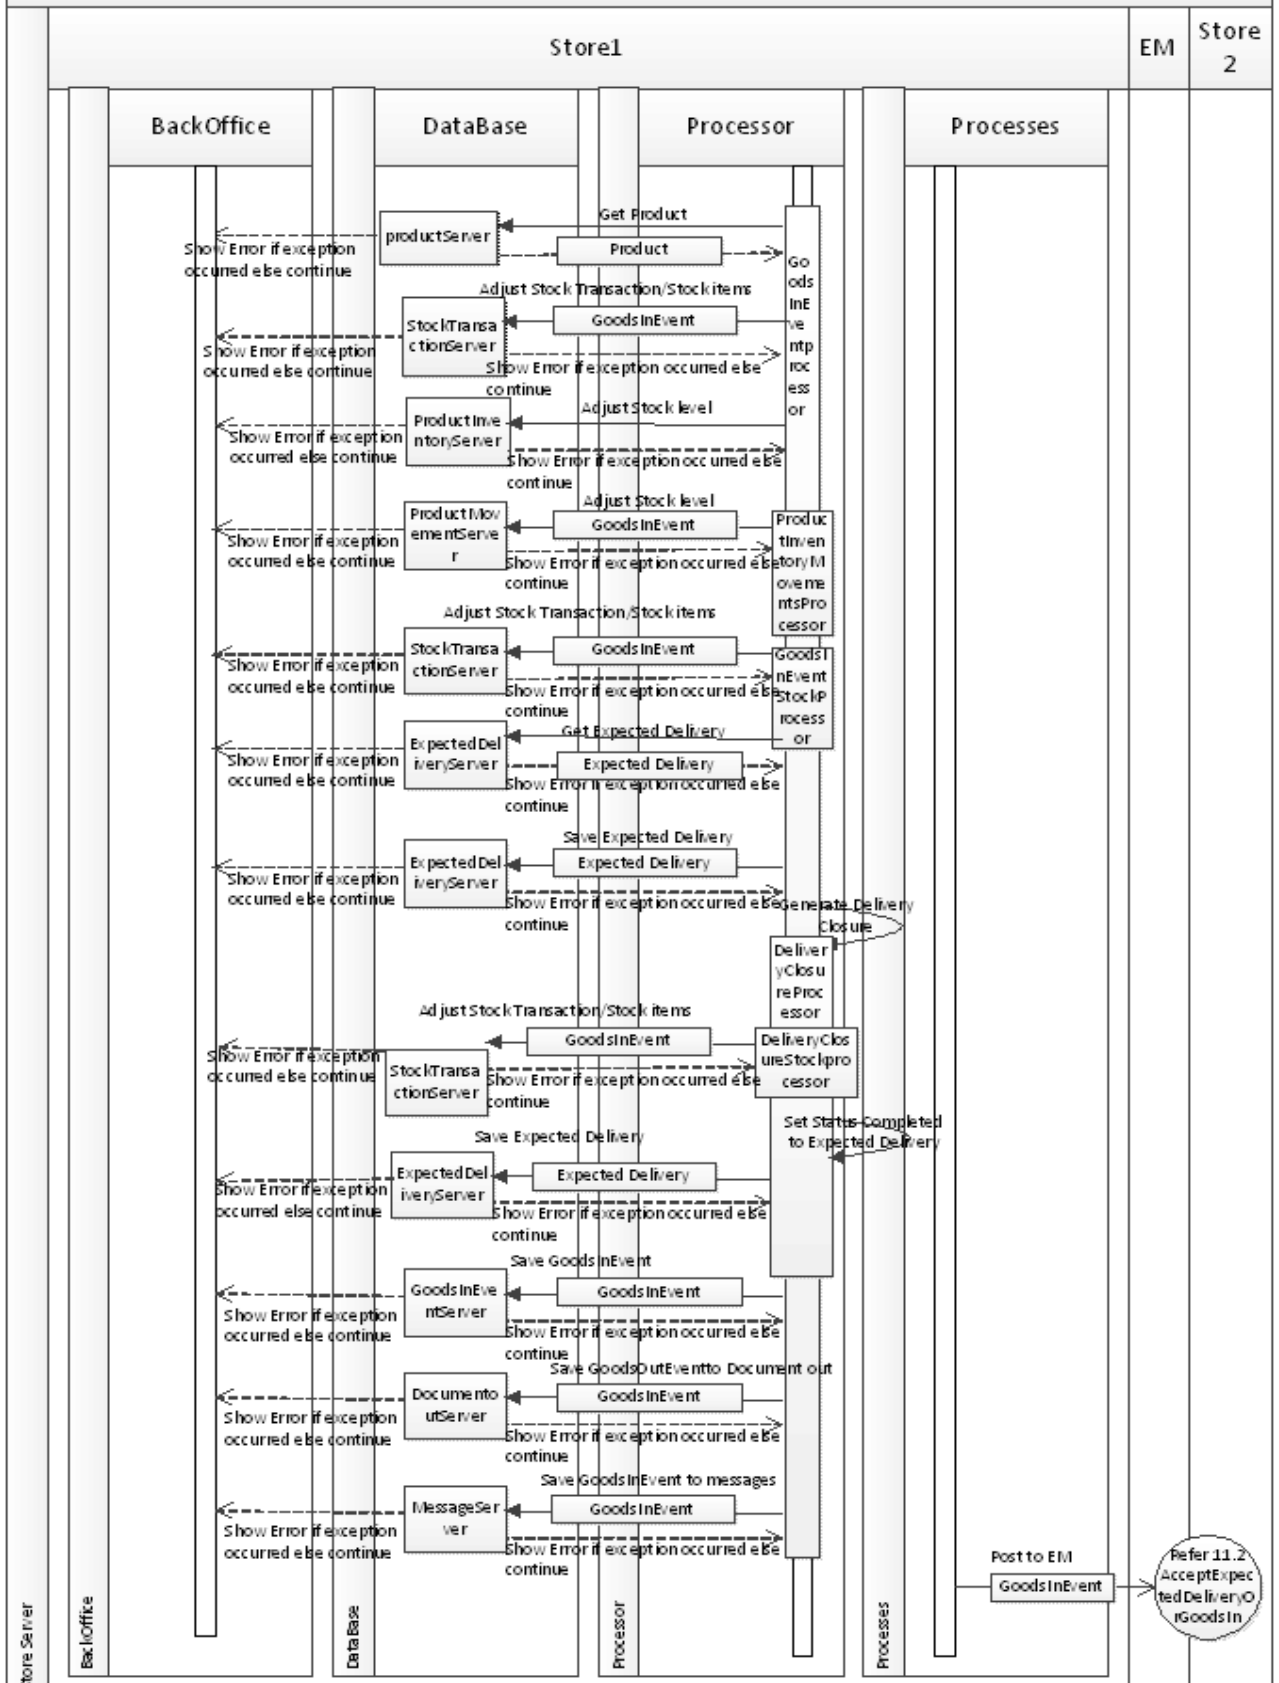 Store1
EM
Store
2
BackOffice
DataBase
Processor
Processes
Get Product
productServer
Product
Show Error if exception
occurred else continue
Go
ods
InE
ve
ntp
roc
ess
or
Adjust Stock Transaction/Stock items
StockTransa
ctionServer
GoodsInEvent
Show Error if exception
occurred else continue
Show Error if exception occurred else
continue
Adjust Stock level
ProductInve
ntoryServer
Show Error if exception
occurred else continue
Show Error if exception occurred else
continue
Adjust Stock level
ProductMov
ementServe
r
GoodsInEvent
Show Error if exception
occurred else continue
Show Error if exception occurred else
continue
Produc
tInven
toryM
oveme
ntsPro
cessor
Adjust Stock Transaction/Stock items
StockTransa
ctionServer
GoodsInEvent
Show Error if exception
occurred else continue
Show Error if exception occurred else
continue
GoodsI
nEvent
StockP
rocess
or
Get Expected Delivery
ExpectedDel
iveryServer
Expected Delivery
Show Error if exception
occurred else continue
Show Error if exception occurred else
continue
Save Expected Delivery
ExpectedDel
iveryServer
Expected Delivery
Show Error if exception
occurred else continue
Show Error if exception occurred else
continue
Generate Delivery
Closure
Deliver
yClosu
reProc
essor
Adjust StockTransaction/Stock items
GoodsInEvent
DeliveryClos
ureStockpro
cessor
Show Error if exception
occurred else continue
StockTransa
ctionServer
Show Error if exception occurred else
continue
Set Status Completed
to Expected Delivery
Save Expected Delivery
ExpectedDel
iveryServer
Expected Delivery
Show Error if exception
occurred else continue
Show Error if exception occurred else
continue
Save GoodsInEvent
GoodsInEve
ntServer
GoodsInEvent
Show Error if exception
occurred else continue
Show Error if exception occurred else
continue
Save GoodsOutEventto Document out
Documento
utServer
GoodsInEvent
Show Error if exception
occurred else continue
Show Error if exception occurred else
continue
Save GoodsInEvent to messages
MessageSer
ver
GoodsInEvent
Show Error if exception
occurred else continue
Show Error if exception occurred else
continue
Post to EM
GoodsInEvent
Refer 11.2
AcceptExpec
tedDeliveryO
rGoodsIn
tore Server
BackOffice
DataBase
Processor
Processes